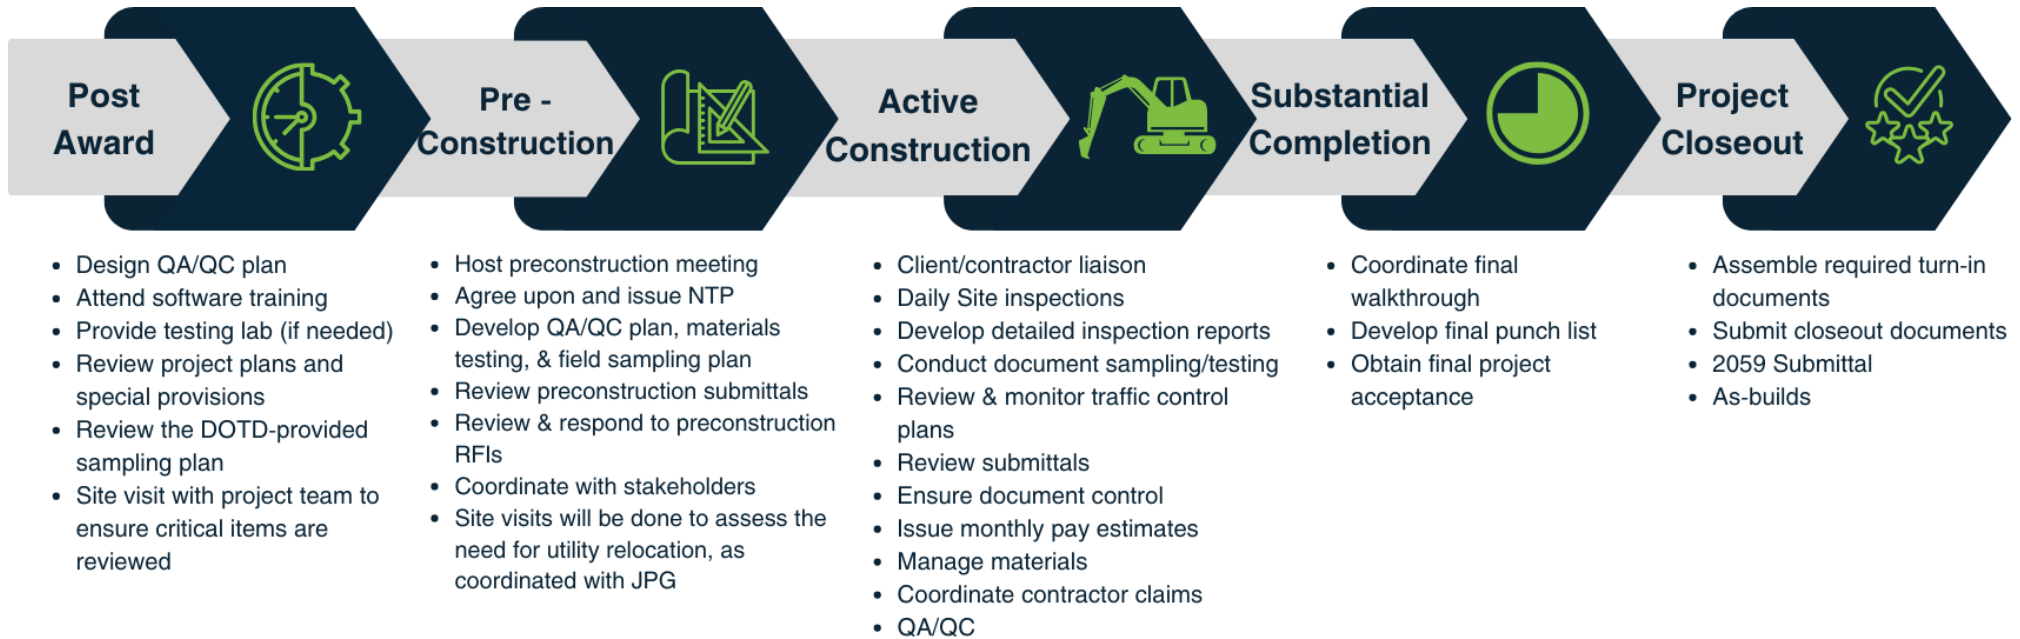 Post
Award
Pre -
Construction
Active
Construction
Substantial
Completion
Project
Closeout
• Design QA/QC plan
• Attend software training
• Provide testing lab (if needed)
• Review project plans and
special provisions
• Review the DOTD-provided
sampling plan
• Site visit with project team to
ensure critical items are
reviewed
• Host preconstruction meeting
• Agree upon and issue NTP
• Develop QA/QC plan, materials
testing, & field sampling plan
• Review preconstruction submittals
• Review & respond to preconstruction
RFIs
• Coordinate with stakeholders
• Site visits will be done to assess the
need for utility relocation, as
coordinated with JPG
• Client/contractor liaison
• Daily Site inspections
• Develop detailed inspection reports
• Conduct document sampling/testing
• Review & monitor traffic control
plans
• Review submittals
• Ensure document control
• Issue monthly pay estimates
• Manage materials
• Coordinate contractor claims
• QA/QC
• Coordinate final
walkthrough
• Develop final punch list
• Obtain final project
acceptance
• Assemble required turn-in
documents
• Submit closeout documents
• 2059 Submittal
• As-builds